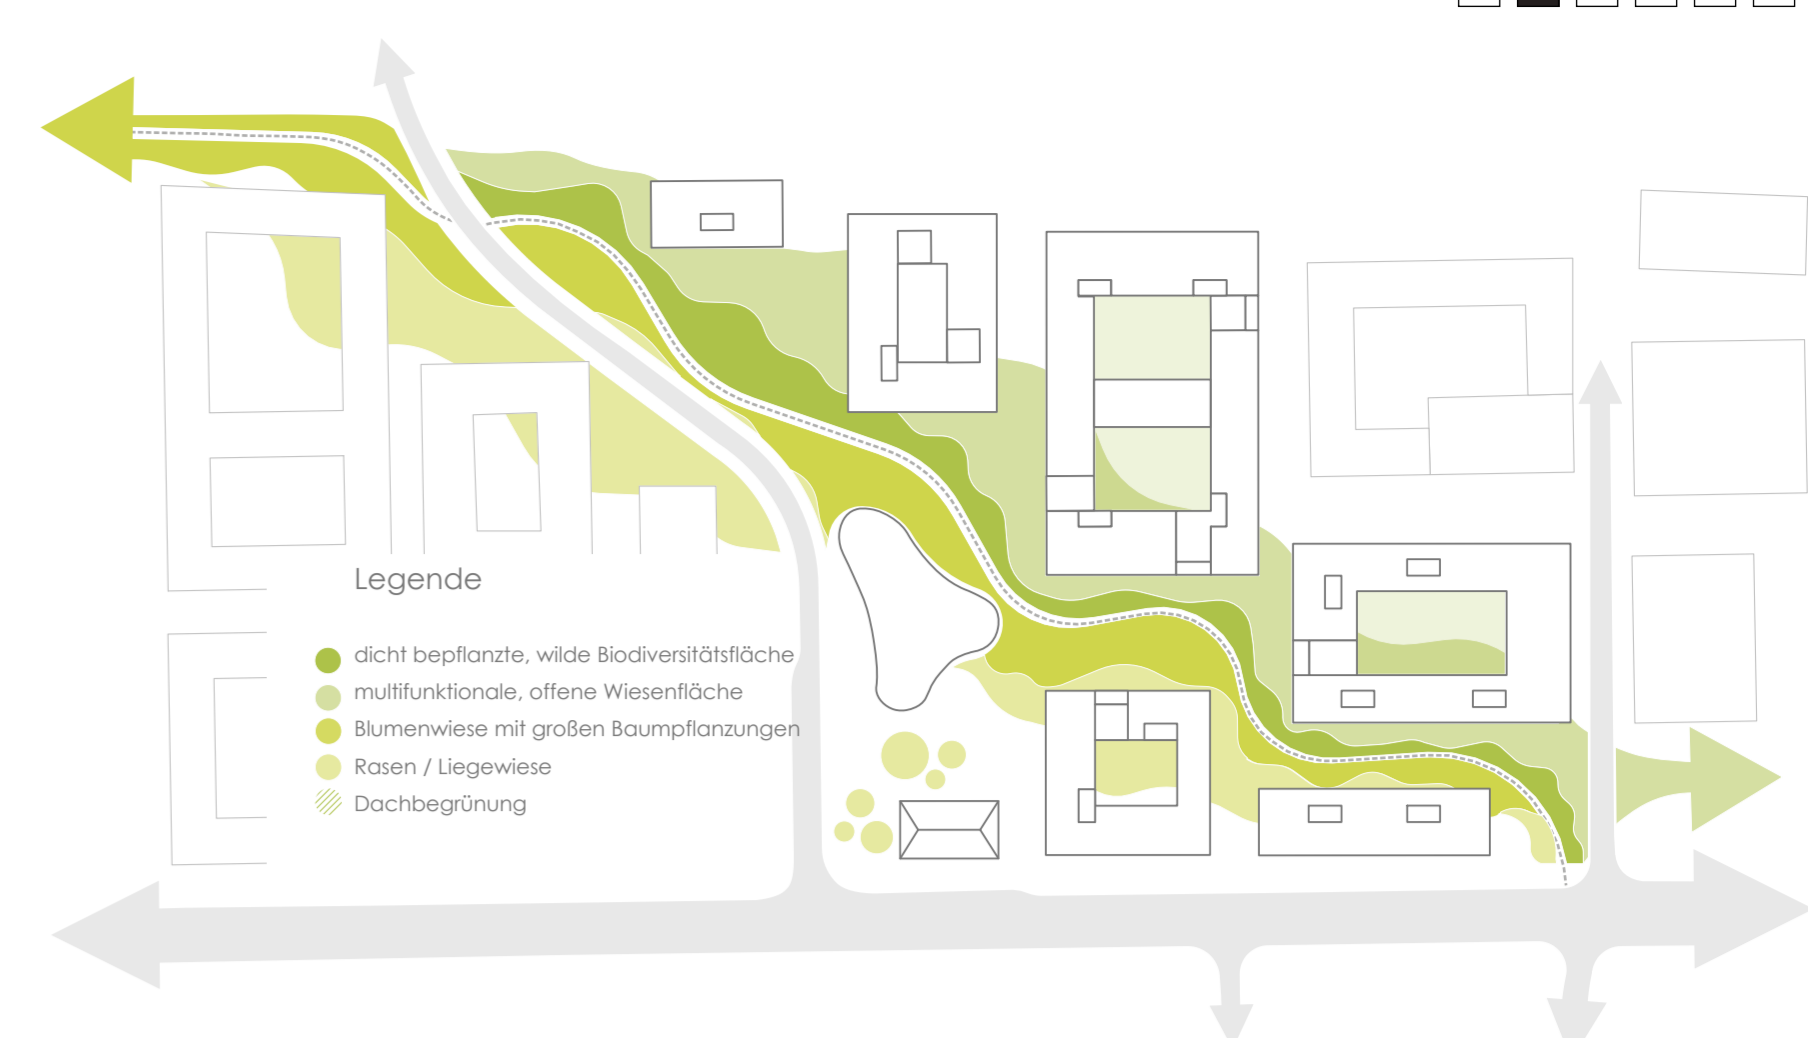 Legende
dicht bepflanzte, wilde Biodiversitätsfläche
multifunktionale, offene Wiesenfläche
Blumenwiese mit großen Baumpflanzungen
Rasen / Liegewiese
Dachbegrünung